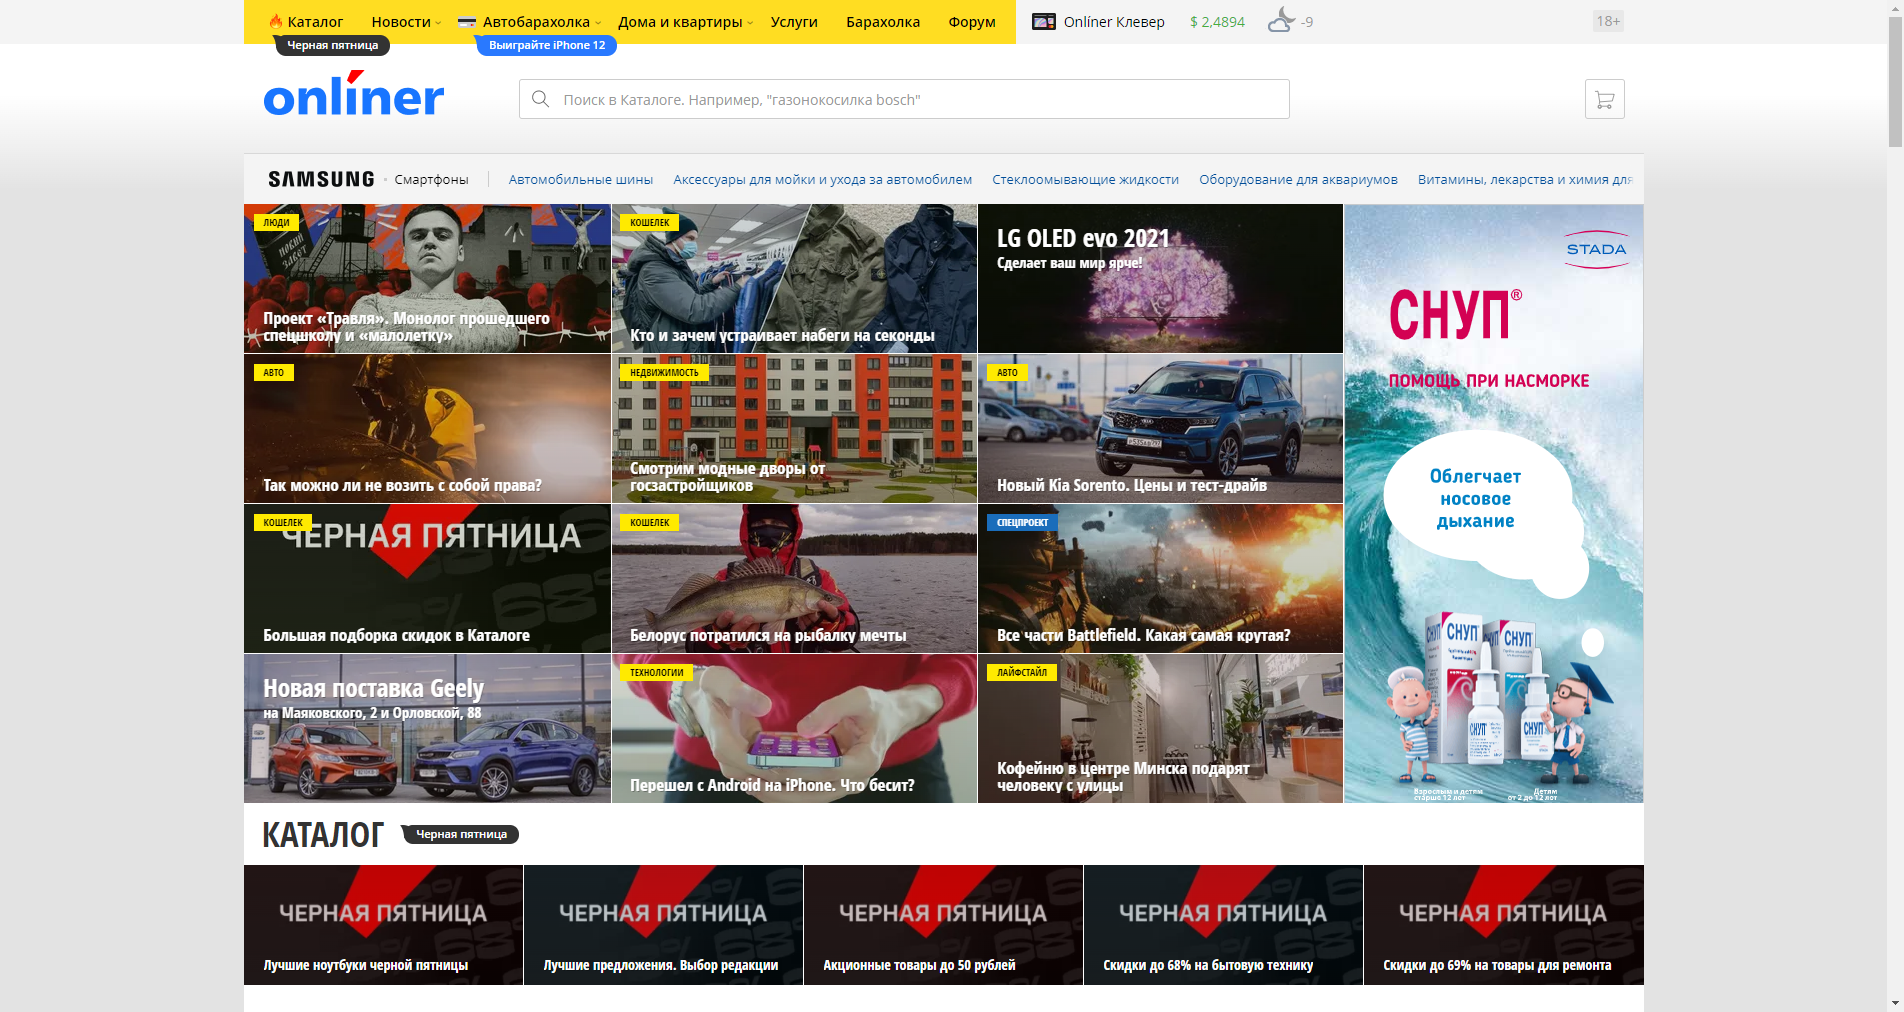 Каталог
Новости
Автобарахолка
Дома и квартиры
Услуги
Барахолка
Форум
Onlíner Клевер
$ 2,4894
-9
18+
Черная пятница
Выиграйте iPhone 12
onlíner
Поиск в Каталоге. Например, "газонокосилка bosch"
SAMSUNG
Смартфоны
Автомобильные шины
Аксессуары для мойки и ухода за автомобилем
Стеклоомывающие жидкости
Оборудование для аквариумов
Витамины, лекарства и химия для
ЛЮДИ
Проект «Травля». Монолог прошедшего
спецшколу и «малолетку»
КОШЕЛЕК
Кто и зачем устраивает набеги на секонды
LG OLED evo 2021
Сделает ваш мир ярче!
STADA
СНУП®
ПОМОЩЬ ПРИ НАСМОРКЕ
Облегчает
носовое
дыхание
СНУП
СНУП
СНУП
СНУП
Взрослым и детям
старше 12 лет
Детям
от 2 до 12 лет
АВТО
Так можно ли не возить с собой права?
НЕДВИЖИМОСТЬ
Смотрим модные дворы от
госзастройщиков
АВТО
Новый Kia Sorento. Цены и тест-драйв
КОШЕЛЕК
ЧЕРНАЯ ПЯТНИЦА
Большая подборка скидок в Каталоге
КОШЕЛЕК
Белорус потратился на рыбалку мечты
СПЕЦПРОЕКТ
Все части Battlefield. Какая самая крутая?
Новая поставка Geely
на Маяковского, 2 и Орловской, 88
ТЕХНОЛОГИИ
Перешел с Android на iPhone. Что бесит?
ЛАЙФСТАЙЛ
Кофейню в центре Минска подарят
человеку с улицы
КАТАЛОГ
Черная пятница
ЧЕРНАЯ ПЯТНИЦА
Лучшие ноутбуки черной пятницы
ЧЕРНАЯ ПЯТНИЦА
Лучшие предложения. Выбор редакции
ЧЕРНАЯ ПЯТНИЦА
Акционные товары до 50 рублей
ЧЕРНАЯ ПЯТНИЦА
Скидки до 68% на бытовую технику
ЧЕРНАЯ ПЯТНИЦА
Скидки до 69% на товары для ремонта